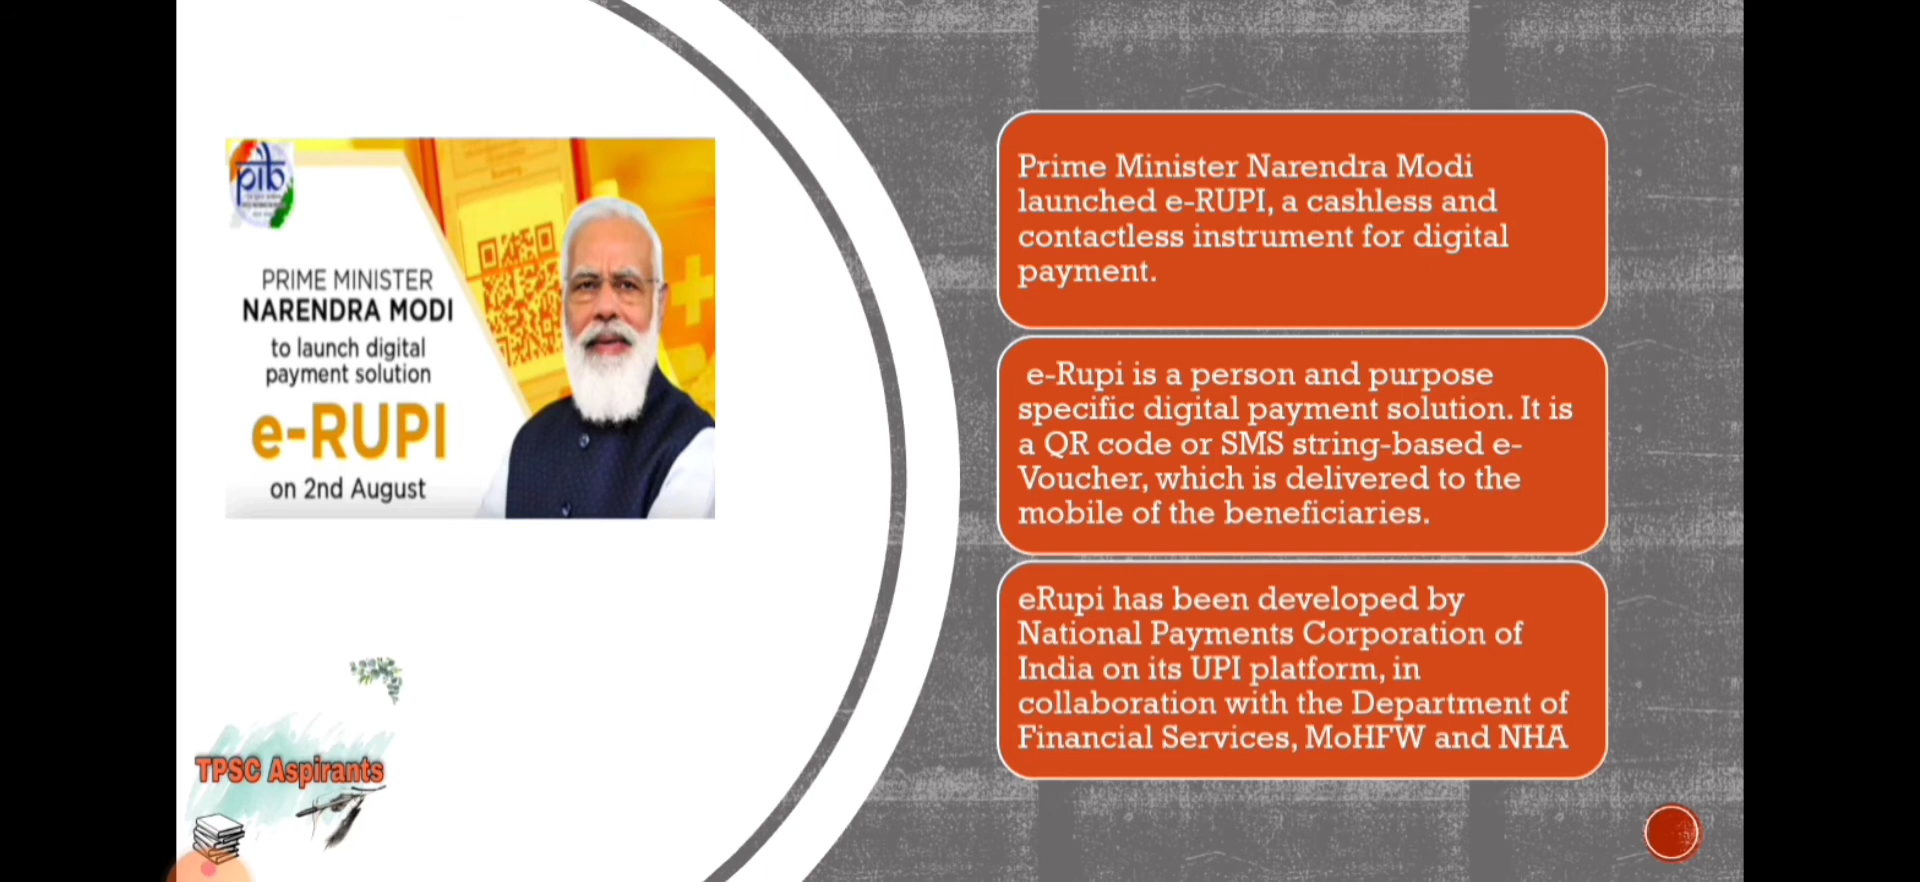 pib
PRIME MINISTER
NARENDRA MODI
to launch digital
payment solution
e-RUPI
on 2nd August
TPSC Aspirants
Prime Minister Narendra Modi
launched e-RUPI, a cashless and
contactless instrument for digital
payment.
e-Rupi is a person and purpose
specific digital payment solution. It is
a QR code or SMS string-based e-
Voucher, which is delivered to the
mobile of the beneficiaries.
eRupi has been developed by
National Payments Corporation of
India on its UPI platform, in
collaboration with the Department of
Financial Services, MoHFW and NHA